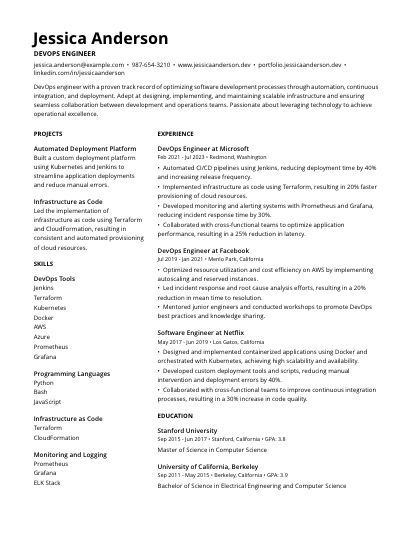 Jessica Anderson
DEVOPS ENGINEER
jessica.anderson@example.com • 987-654-3210 • www.jessicaanderson.dev • portfolio.jessicaanderson.dev •
linkedin.com/in/jessicaanderson
DevOps engineer with a proven track record of optimizing software development processes through automation, continuous
integration, and deployment. Adept at designing, implementing, and maintaining scalable infrastructure and ensuring
seamless collaboration between development and operations teams. Passionate about leveraging technology to achieve
operational excellence.
PROJECTS
Automated Deployment Platform
Built a custom deployment platform
using Kubernetes and Jenkins to
streamline application deployments
and reduce manual errors.
Infrastructure as Code
Led the implementation of
infrastructure as code using Terraform
and CloudFormation, resulting in
consistent and automated provisioning
of cloud resources.
SKILLS
DevOps Tools
Jenkins
Terraform
Kubernetes
Docker
AWS
Azure
Prometheus
Grafana
Programming Languages
Python
Bash
JavaScript
Infrastructure as Code
Terraform
CloudFormation
Monitoring and Logging
Prometheus
Grafana
ELK Stack
EXPERIENCE
DevOps Engineer at Microsoft
Feb 2021 - Jul 2023 • Redmond, Washington
• Automated CI/CD pipelines using Jenkins, reducing deployment time by 40%
and increasing release frequency.
• Implemented infrastructure as code using Terraform, resulting in 20% faster
provisioning of cloud resources.
• Developed monitoring and alerting systems with Prometheus and Grafana,
reducing incident response time by 30%.
• Collaborated with cross-functional teams to optimize application
performance, resulting in a 25% reduction in latency.
DevOps Engineer at Facebook
Jul 2019 - Jan 2021 • Menlo Park, California
• Optimized resource utilization and cost efficiency on AWS by implementing
autoscaling and reserved instances.
• Led incident response and root cause analysis efforts, resulting in a 20%
reduction in mean time to resolution.
• Mentored junior engineers and conducted workshops to promote DevOps
best practices and knowledge sharing.
Software Engineer at Netflix
May 2017 - Jun 2019 • Los Gatos, California
• Designed and implemented containerized applications using Docker and
orchestrated with Kubernetes, achieving high scalability and availability.
• Developed custom deployment tools and scripts, reducing manual
intervention and deployment errors by 40%.
• Collaborated with cross-functional teams to improve continuous integration
processes, resulting in a 30% increase in code quality.
EDUCATION
Stanford University
Sep 2015 - Jun 2017 • Stanford, California • GPA: 3.8
Master of Science in Computer Science
University of California, Berkeley
Sep 2011 - May 2015 • Berkeley, California • GPA: 3.9
Bachelor of Science in Electrical Engineering and Computer Science